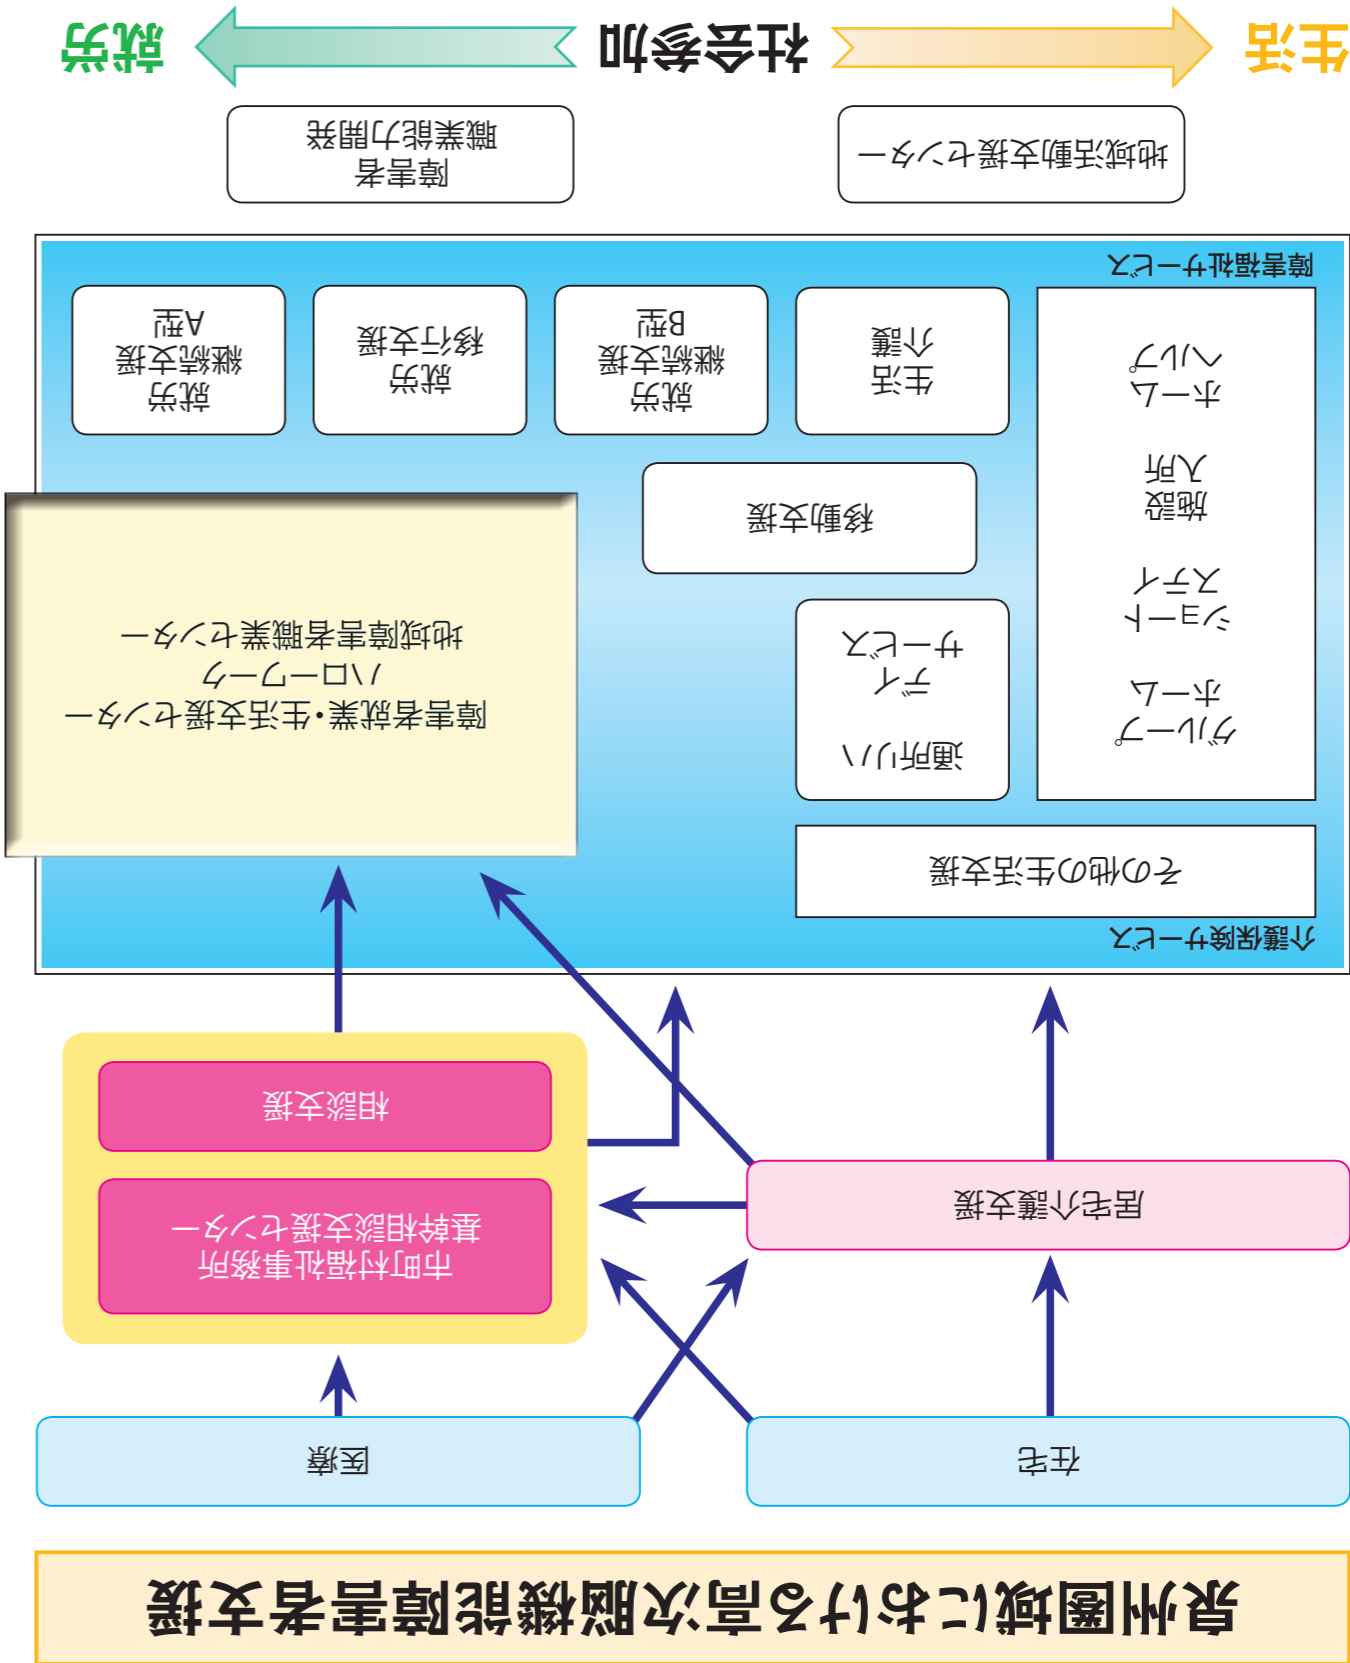 泉州圏域における高次脳機能障害者支援
在宅
医療
居宅介護支援
市町村福祉事務所
基幹相談支援センター
相談支援
介護保険サービス
その他の生活支援
グループ
ホーム
ショート
ステイ
施設
入所
ホーム
ヘルプ
通所リハ
デイ
サービス
移動支援
障害者就業・生活支援センター
ハローワーク
地域障害者職業センター
生活
介護
就労
継続支援
B型
就労
移行支援
就労
継続支援
A型
障害福祉サービス
地域活動支援センター
障害者
職業能力開発
生活
社会参加
就労